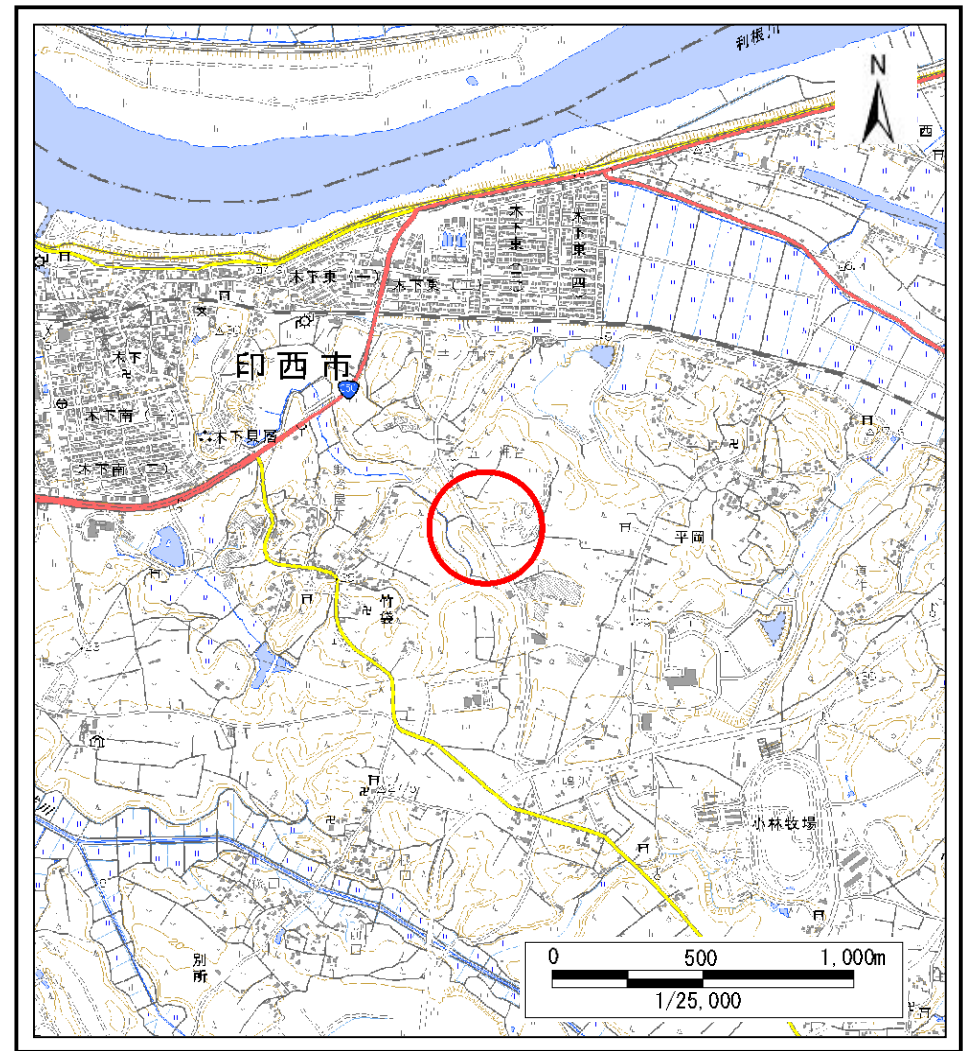 利根川
N
西
木下東(三)
木下東(四)
木下東(一)
木下東(二)
印西市
木下
木下南(一)
木下貝層
木下南(二)
平岡
竹袋
小林牧場
別所
0 500 1,000m
1/25,000